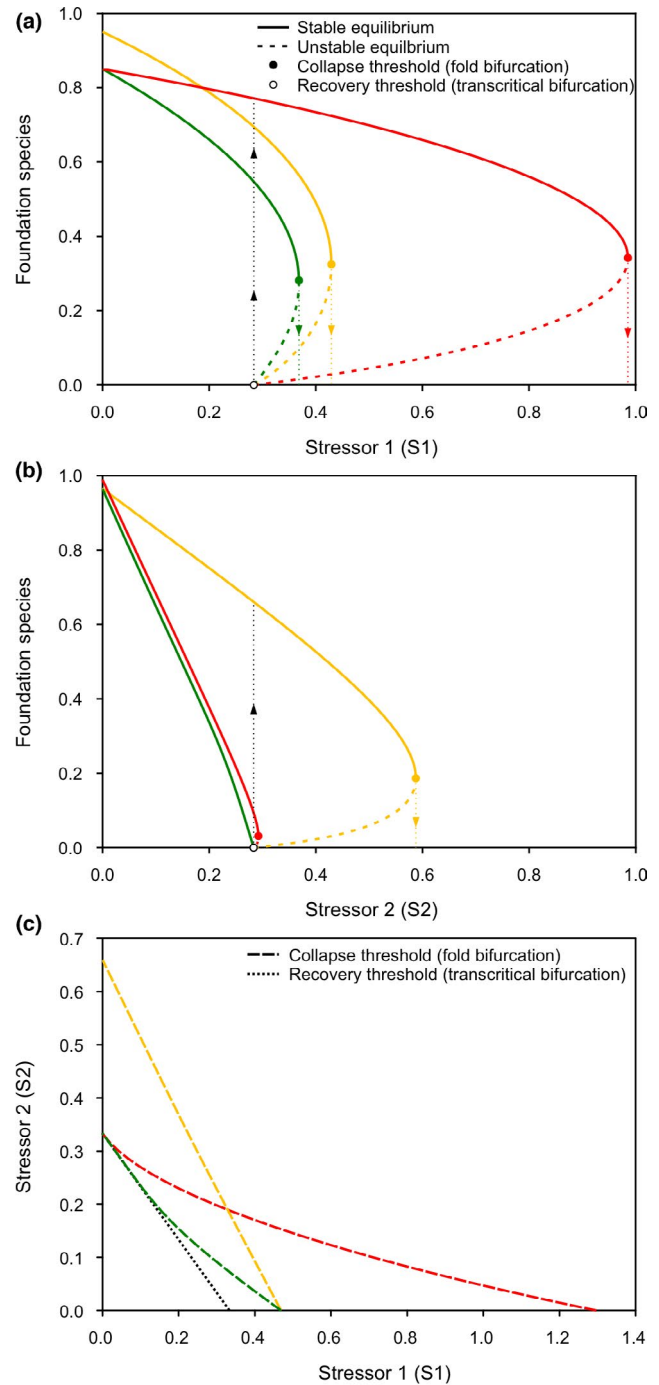 (a)
Stable equilibrium
Unstable equilibrium
Collapse threshold (fold bifurcation)
Recovery threshold (transcritical bifurcation)
1.0
0.8
0.6
0.4
0.2
0.0
Foundation species
0.0 0.2 0.4 0.6 0.8 1.0
Stressor 1 (S1)
(b)
1.0
0.8
0.6
0.4
0.2
0.0
Foundation species
0.0 0.2 0.4 0.6 0.8 1.0
Stressor 2 (S2)
(c)
Collapse threshold (fold bifurcation)
Recovery threshold (transcritical bifurcation)
0.7
0.6
0.5
0.4
0.3
0.2
0.1
0.0
Stressor 2 (S2)
0.0 0.2 0.4 0.6 0.8 1.0 1.2 1.4
Stressor 1 (S1)